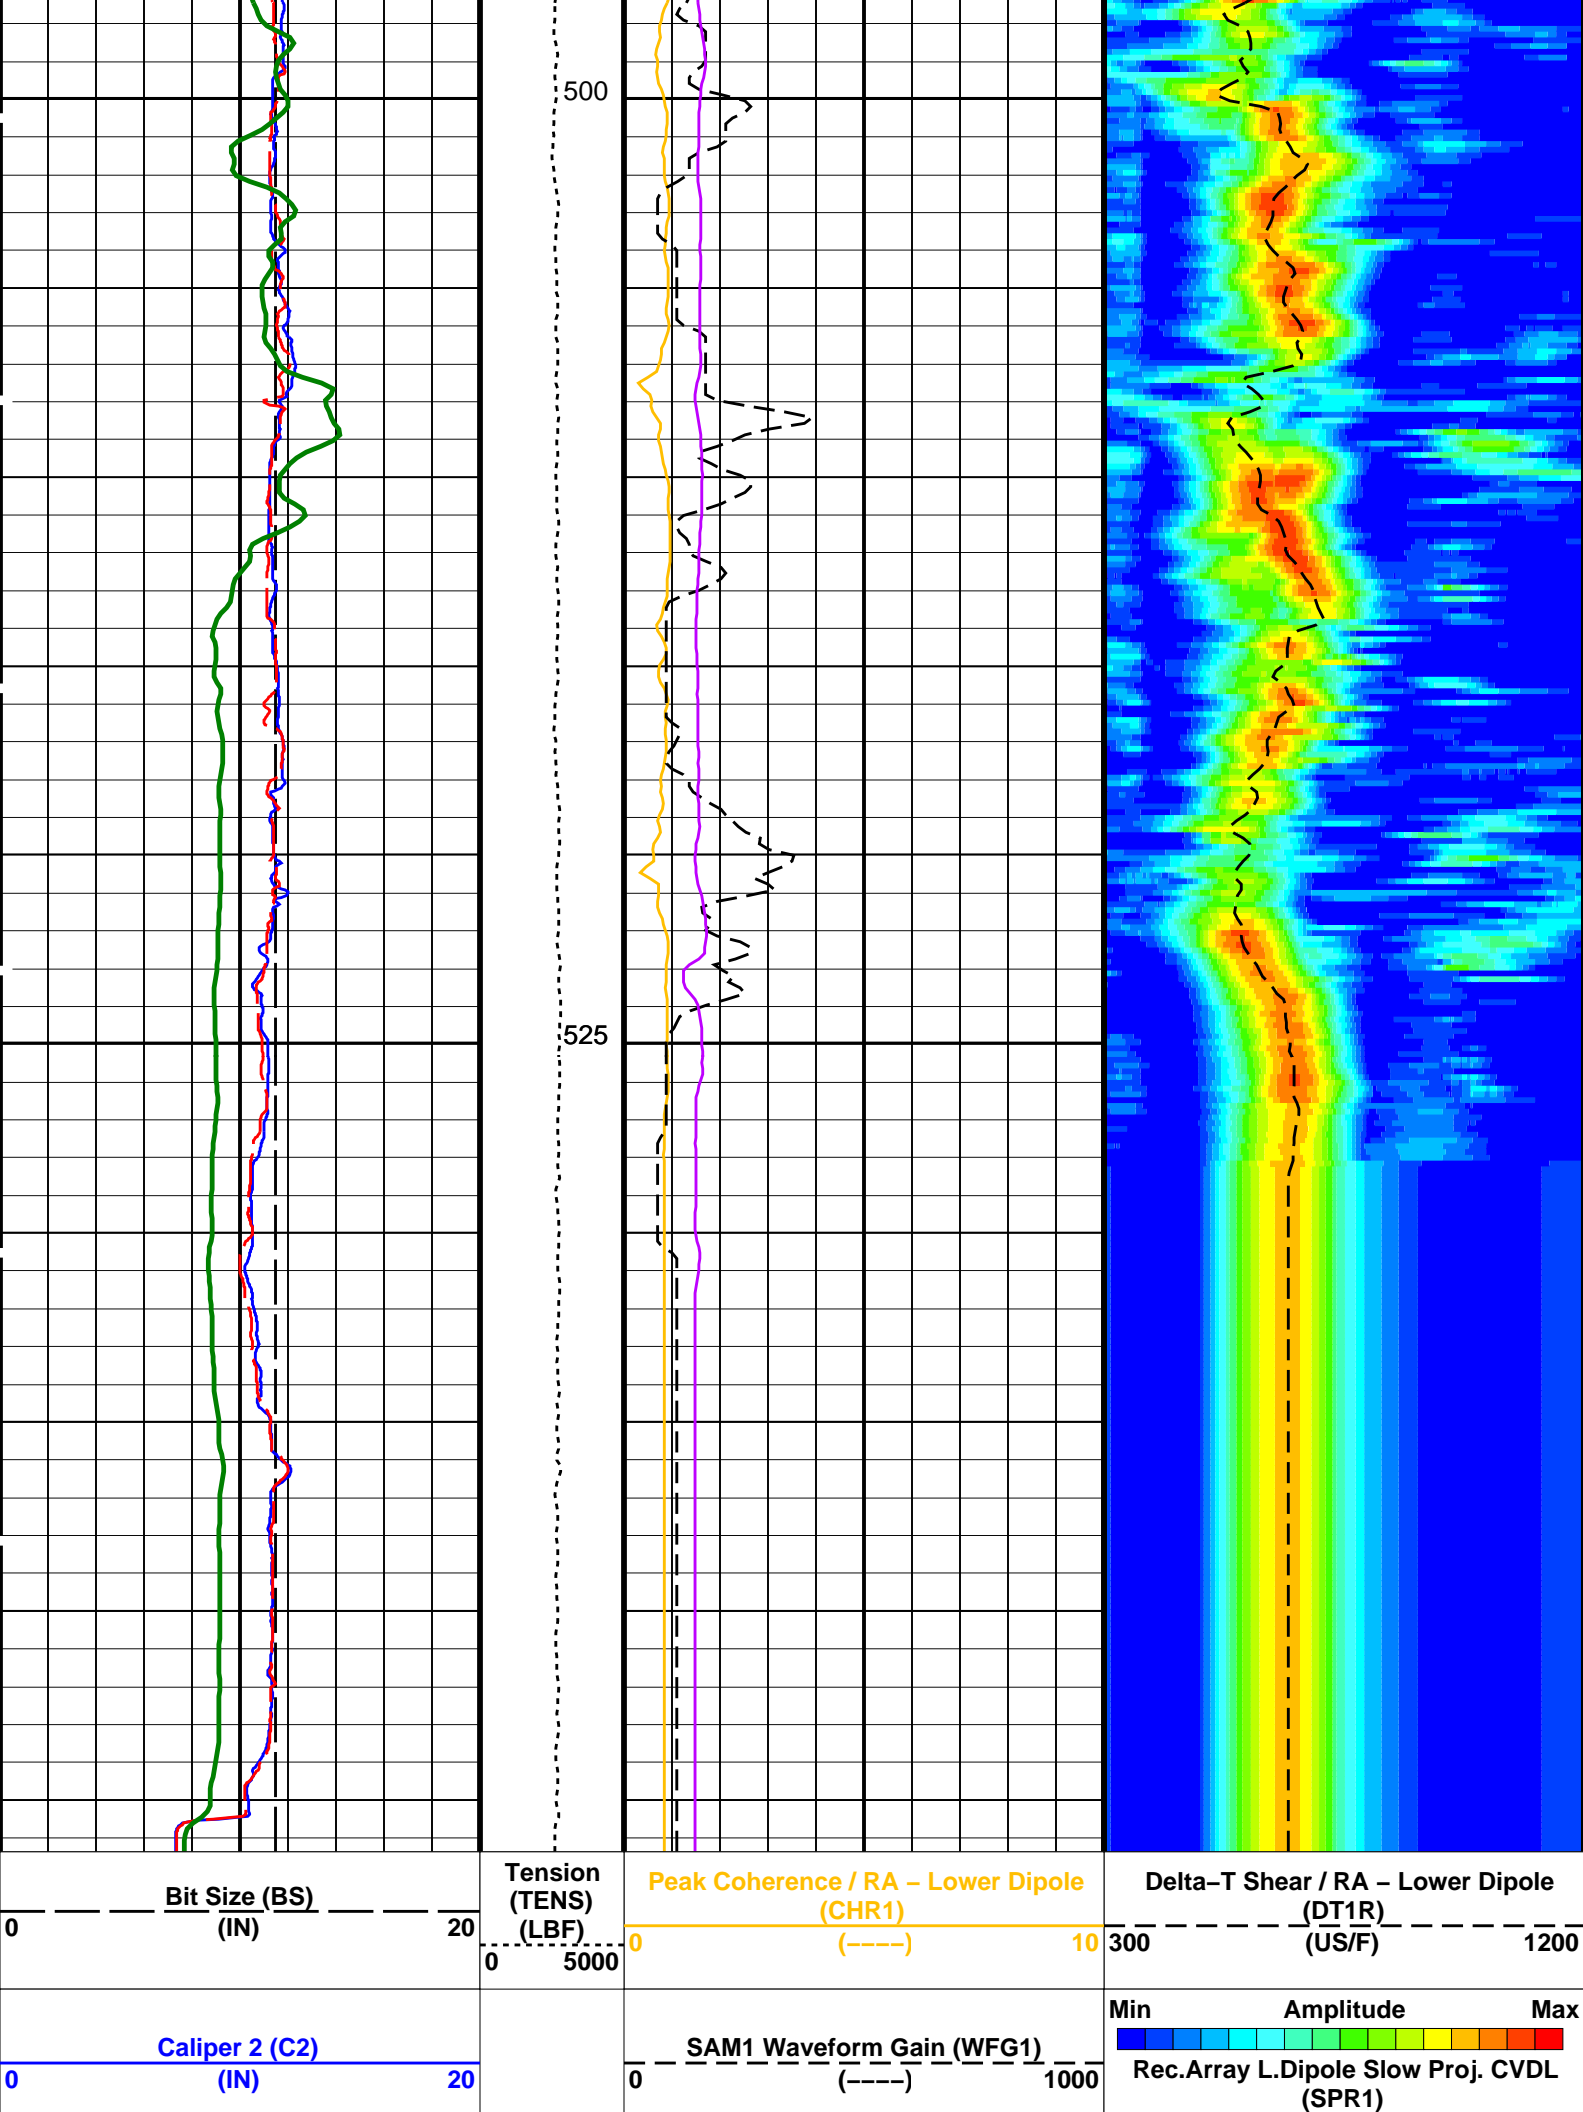 500
525
Bit Size (BS)
0 (IN) 20
Tension
(TENS)
(LBF)
0 5000
Peak Coherence / RA – Lower Dipole
(CHR1)
0 (––––) 10
Delta–T Shear / RA – Lower Dipole
(DT1R)
300 (US/F) 1200
Caliper 2 (C2)
0 (IN) 20
SAM1 Waveform Gain (WFG1)
0 (––––) 1000
Min Amplitude Max
Rec.Array L.Dipole Slow Proj. CVDL
(SPR1)